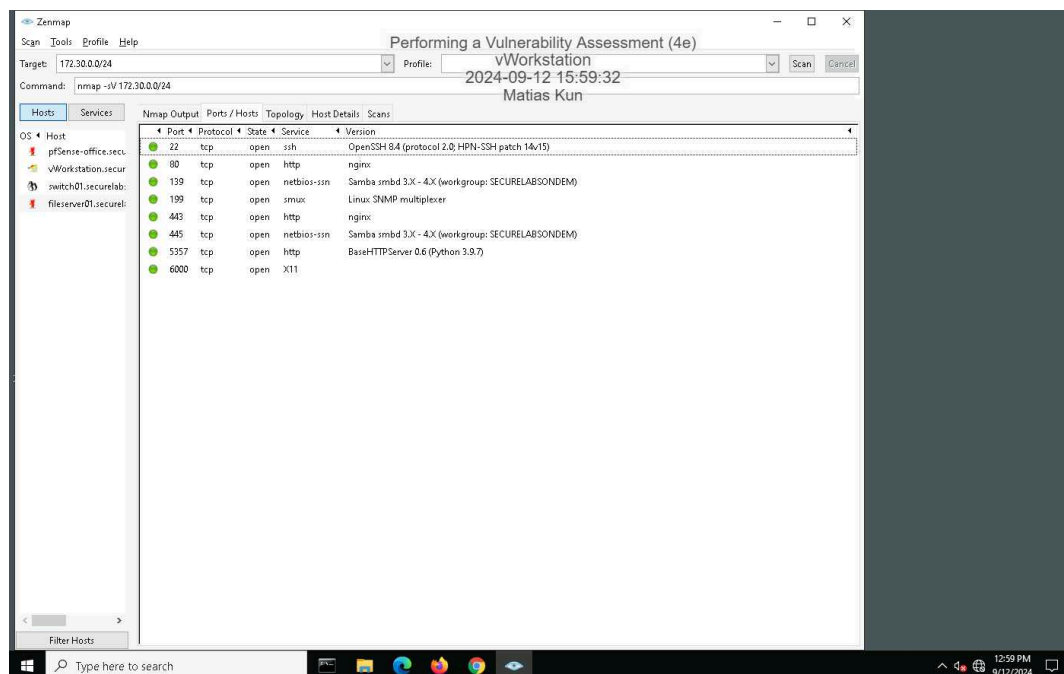 Zenmap
Scan Tools Profile Help
Performing a Vulnerability Assessment (4e)
vWorkstation
2024-09-12 15:59:32
Matias Kun
Target: 172.30.0.0/24 Profile: Scan Cancel
Command: nmap -sV 172.30.0.0/24
Hosts Services Nmap Output Ports / Hosts Topology Host Details Scans
OS Host
pfSense-office.secu
vWorkstation.secur
switch01.securelab:
fileserver01.securel:
Port Protocol State Service Version
22 tcp open ssh OpenSSH 8.4 (protocol 2.0; HPN-SSH patch 14v15)
80 tcp open http nginx
139 tcp open netbios-ssn Samba smbd 3.X - 4.X (workgroup: SECURELABSONDEM)
199 tcp open smux Linux SNMP multiplexer
443 tcp open http nginx
445 tcp open netbios-ssn Samba smbd 3.X - 4.X (workgroup: SECURELABSONDEM)
5357 tcp open http BaseHTTPServer 0.6 (Python 3.9.7)
6000 tcp open X11
Filter Hosts
Type here to search
12:59 PM
9/12/2024